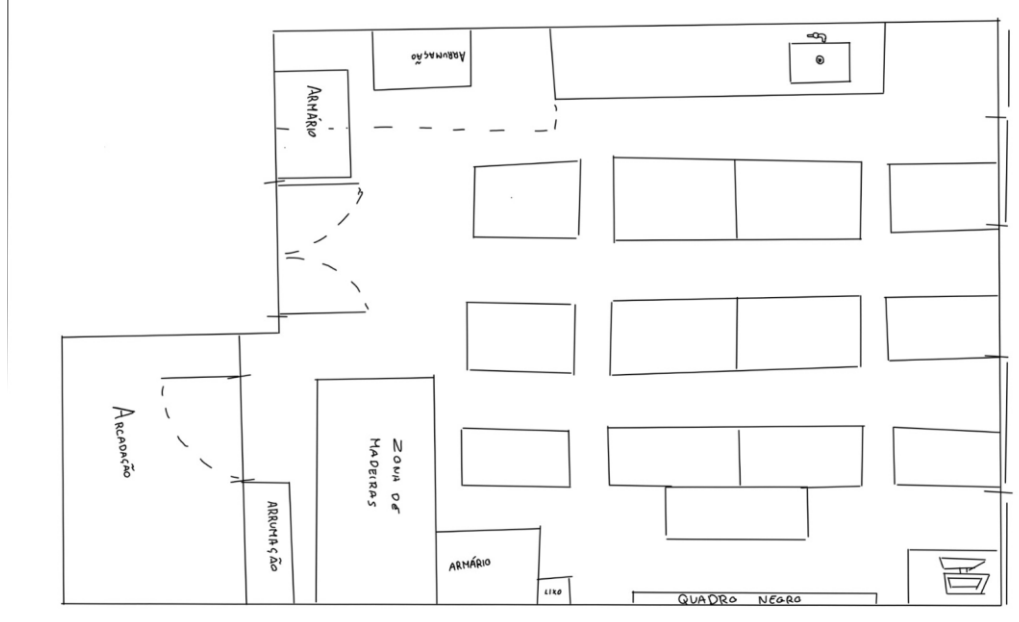 ARRUMAÇÃO
ARMÁRIO
ARCADAÇÃO
ZONA DE
MADEIRAS
ARRUMAÇÃO
ARMÁRIO
LIXO
QUADRO NEGRO